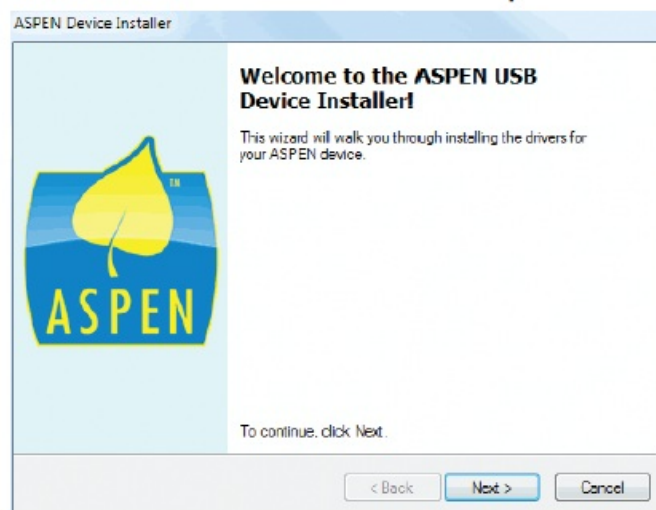 ASPEN Device Installer
Welcome to the ASPEN USB
Device Installer!
This wizard will walk you through installing the drivers for
your ASPEN device.
TM
ASPEN
To continue, click Next.
< Back
Next >
Cancel